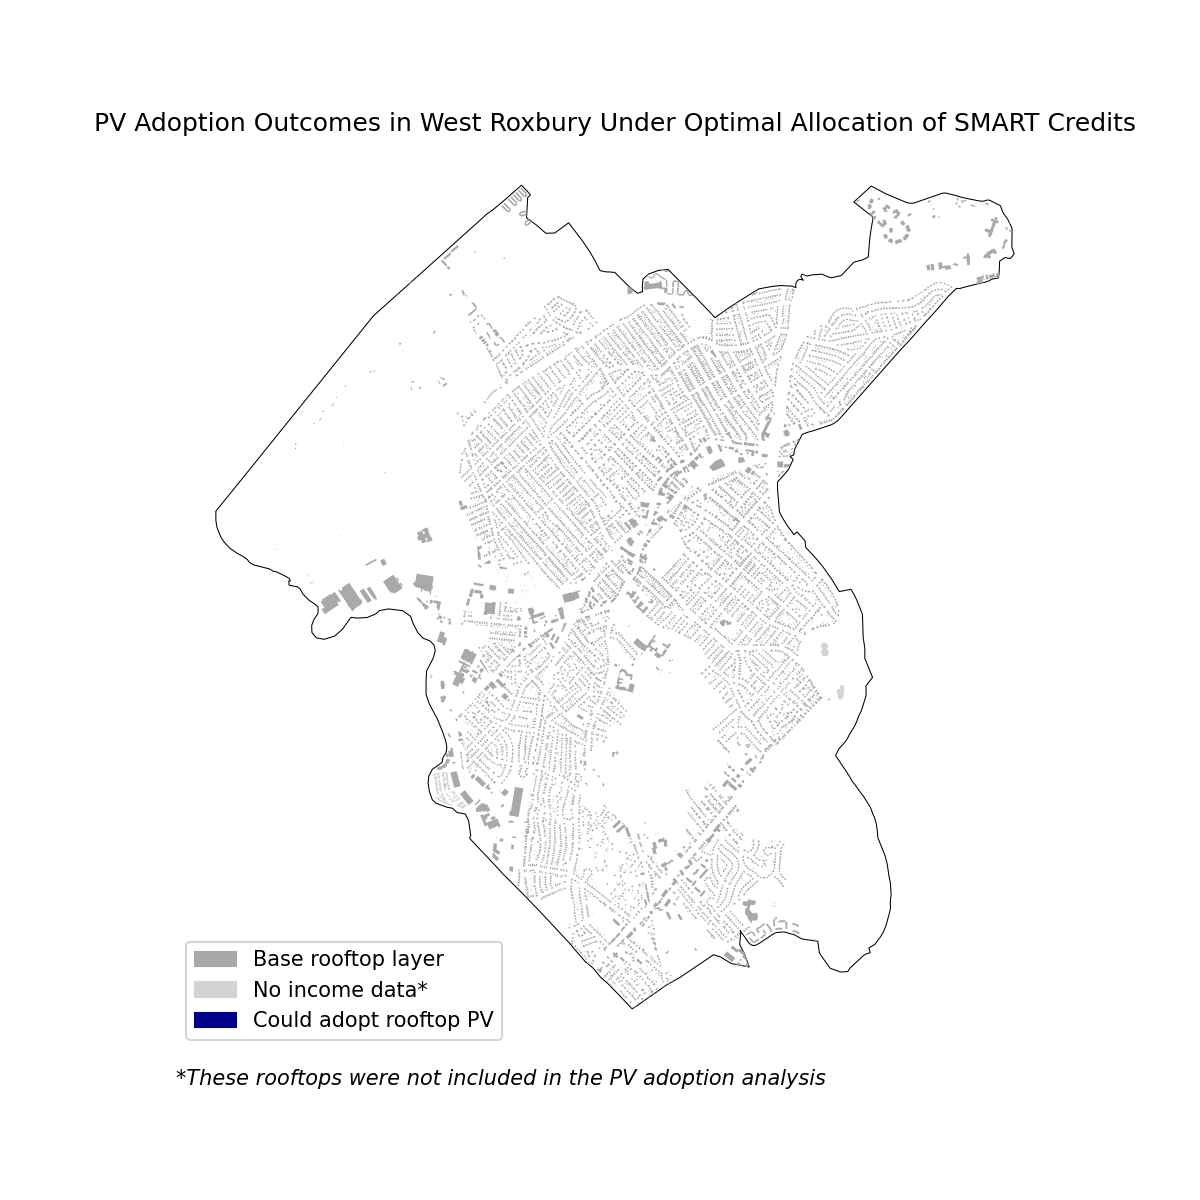 PV Adoption Outcomes in West Roxbury Under Optimal Allocation of SMART Credits
Base rooftop layer
No income data*
Could adopt rooftop PV
*These rooftops were not included in the PV adoption analysis